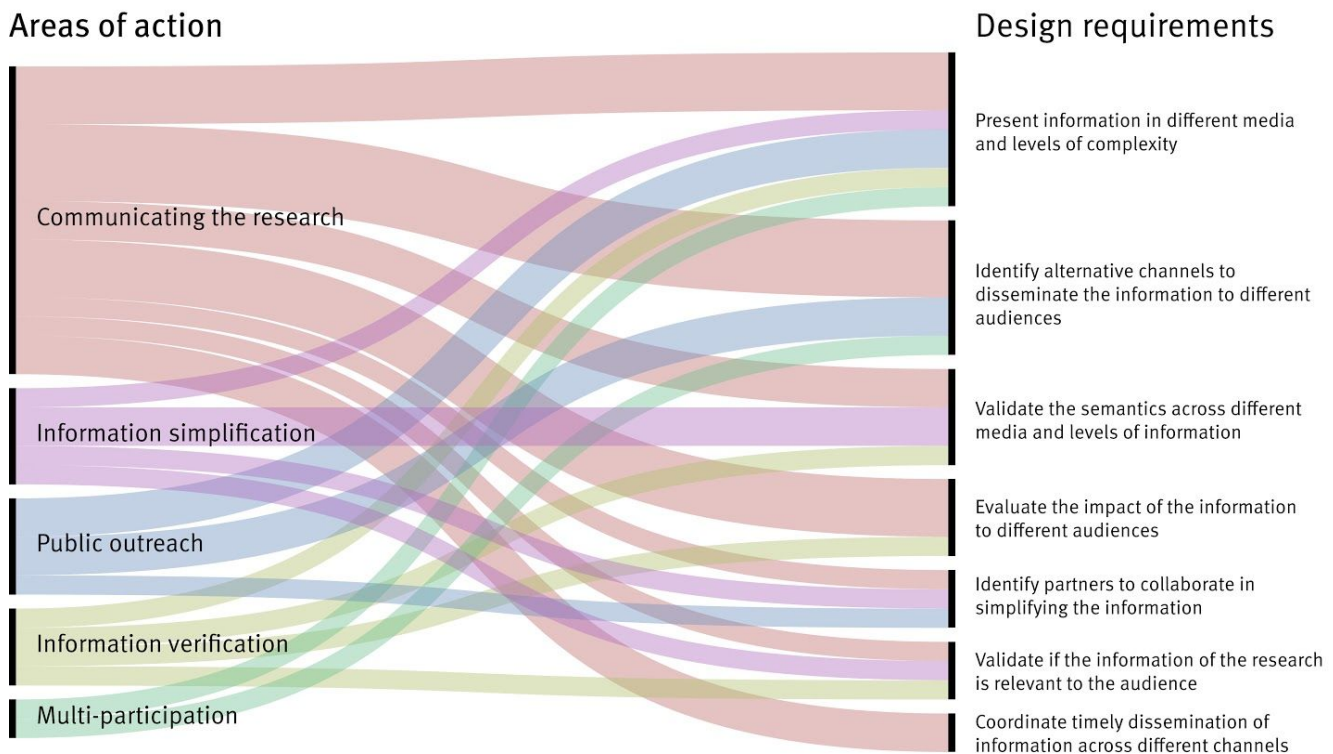 Areas of action
Design requirements
Communicating the research
Information simplification
Public outreach
Information verification
Multi-participation
Present information in different media
and levels of complexity
Identify alternative channels to
disseminate the information to different
audiences
Validate the semantics across different
media and levels of information
Evaluate the impact of the information
to different audiences
Identify partners to collaborate in
simplifying the information
Validate if the information of the research
is relevant to the audience
Coordinate timely dissemination of
information across different channels